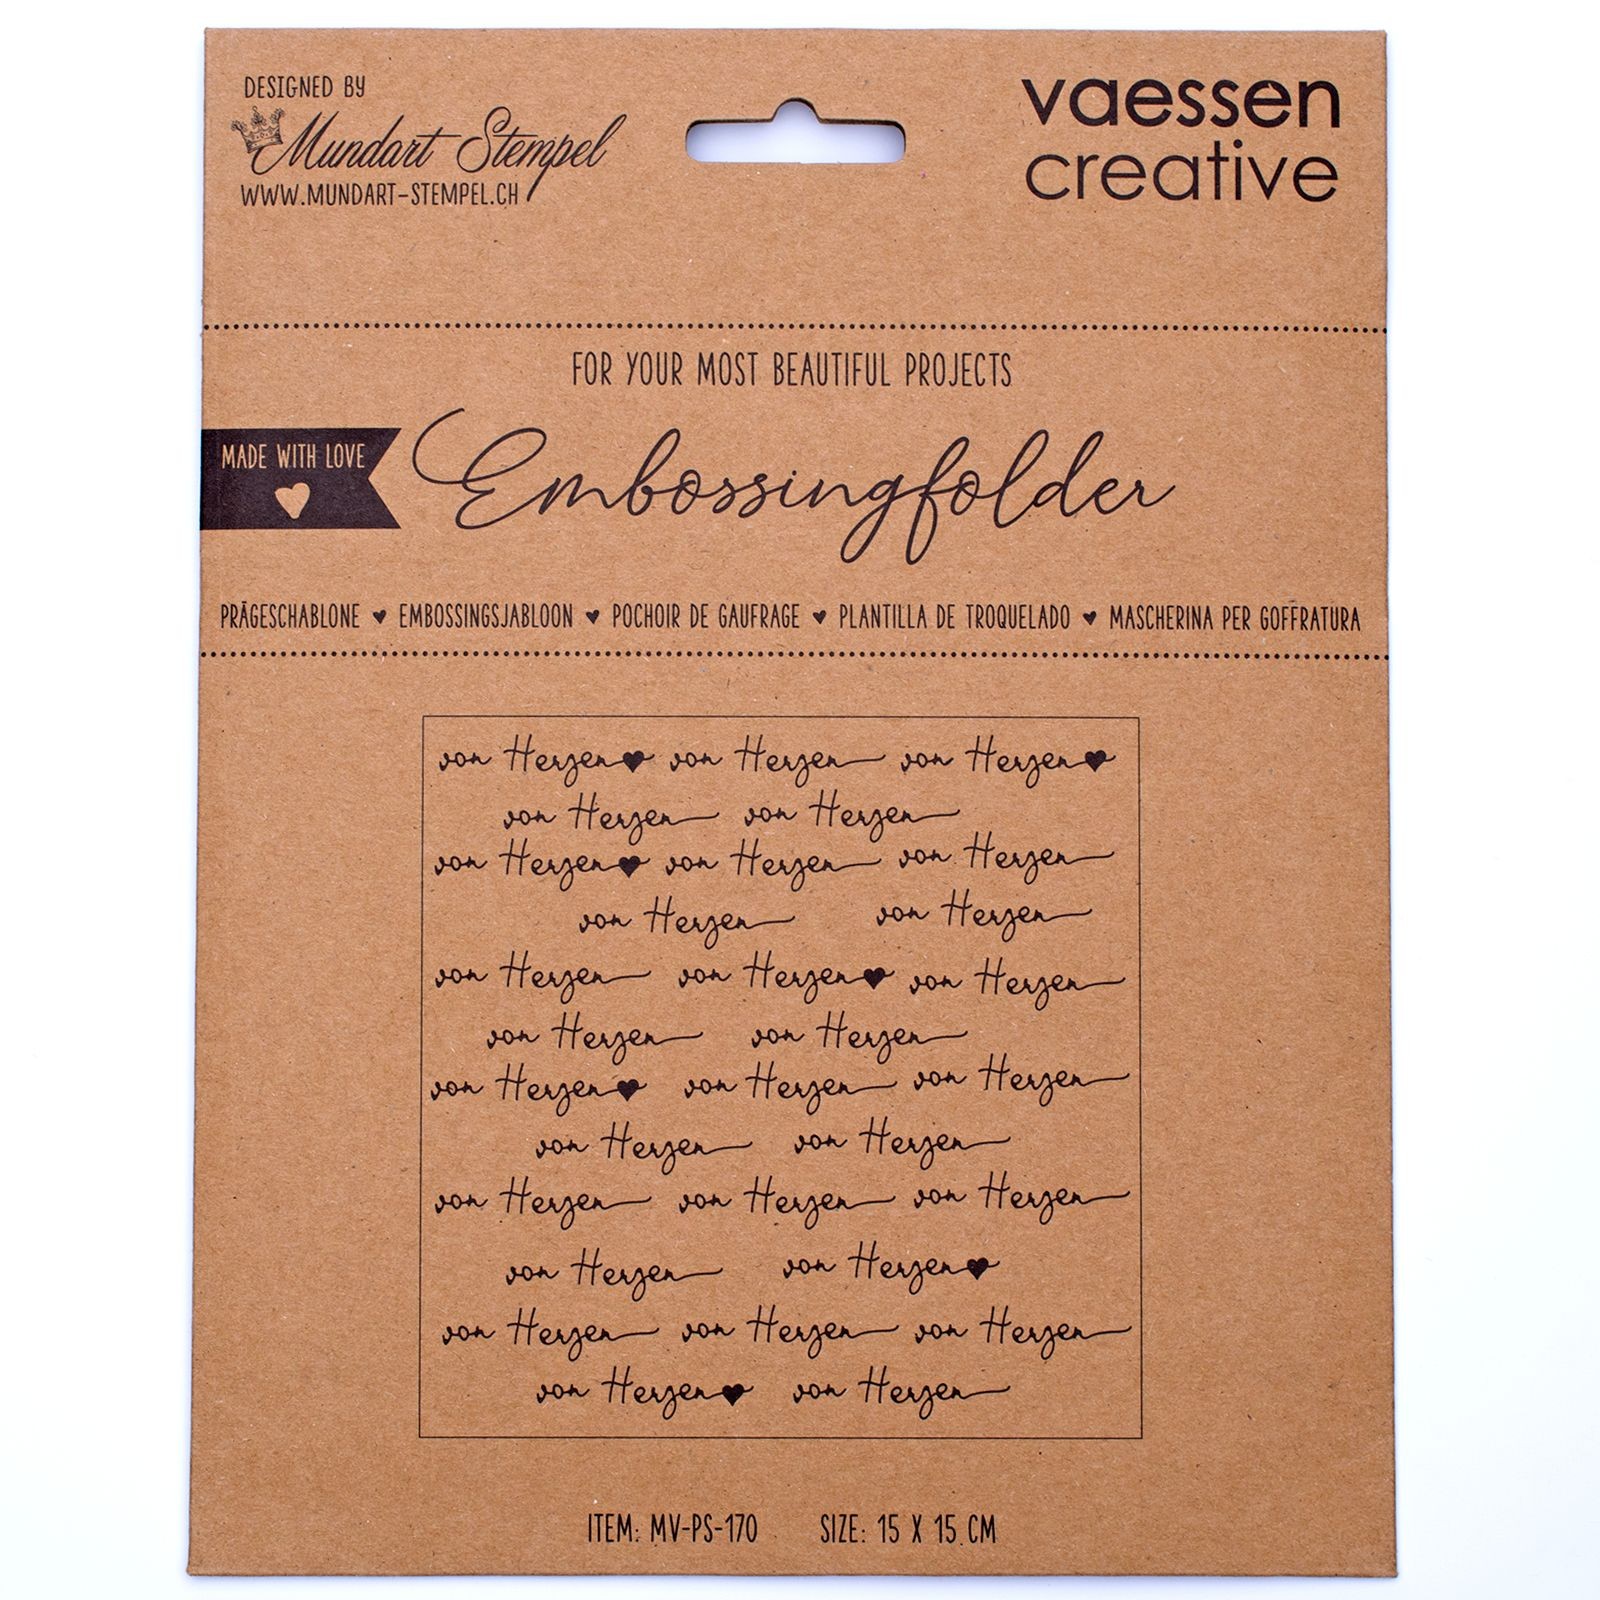 DESIGNED BY
Mundart Stempel
WWW.MUNDART-STEMPEL.CH
vaessen
creative
FOR YOUR MOST BEAUTIFUL PROJECTS
MADE WITH LOVE
Embossingfolder
PRÄGESCHABLONE ♥ EMBOSSINGSJABLOON ♥ POCHOIR DE GAUFRAGE ♥ PLANTILLA DE TROQUELADO ♥ MASCHERINA PER GOFFRATURA
von Herzen♥ von Herzen von Herzen♥
von Herzen von Herzen
von Herzen♥ von Herzen von Herzen
von Herzen von Herzen
von Herzen von Herzen♥ von Herzen
von Herzen von Herzen
von Herzen♥ von Herzen von Herzen
von Herzen von Herzen
von Herzen von Herzen von Herzen
von Herzen von Herzen♥
von Herzen von Herzen von Herzen
von Herzen♥ von Herzen
ITEM: MV-PS-170 SIZE: 15 X 15 CM